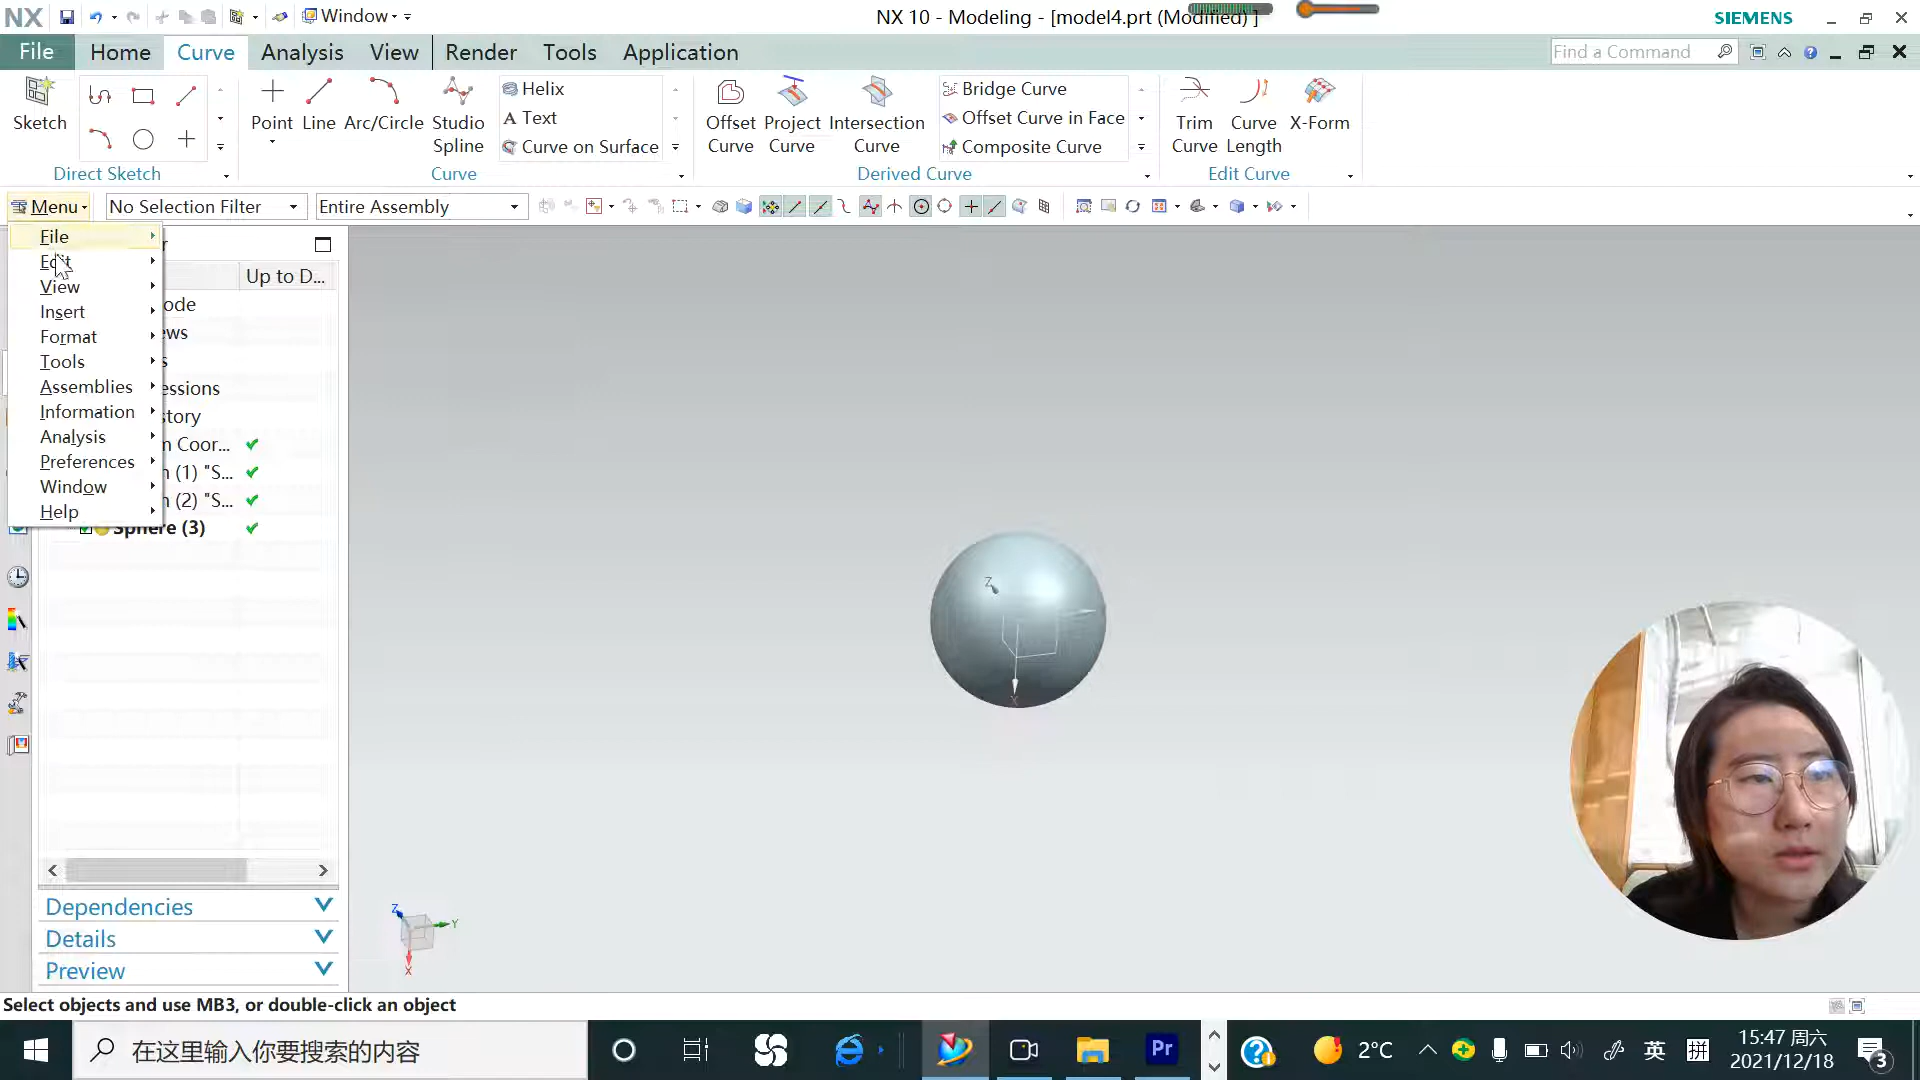 NX Window NX 10 - Modeling - [model4.prt (Modified) ] SIEMENS
File Home Curve Analysis View Render Tools Application Find a Command
Sketch
Direct Sketch
Point Line Arc/Circle Studio Spline
Helix
Text
Curve on Surface
Curve
Offset Curve Project Curve Intersection Curve
Bridge Curve
Offset Curve in Face
Composite Curve
Derived Curve
Trim Curve Curve Length X-Form
Edit Curve
Menu No Selection Filter Entire Assembly
File
Edit
View
Insert
Format
Tools
Assemblies
Information
Analysis
Preferences
Window
Help
r
Up to D...
ode
ews
s
essions
story
m Coor...
n (1) "S...
n (2) "S...
Sphere (3)
Dependencies
Details
Preview
Z
X
Z
Y
X
Select objects and use MB3, or double-click an object
在这里输入你要搜索的内容
Pr
2°C
英
拼
15:47 周六
2021/12/18
3